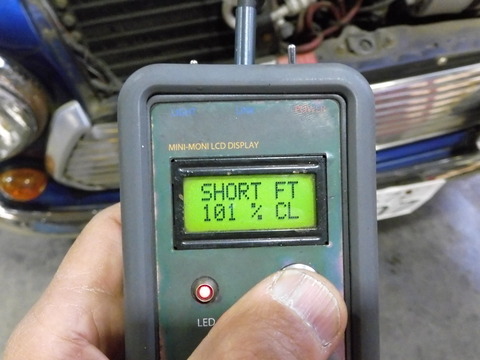 MINI-MONI LCD DISPLAY
SHORT FT
101 % CL
LED